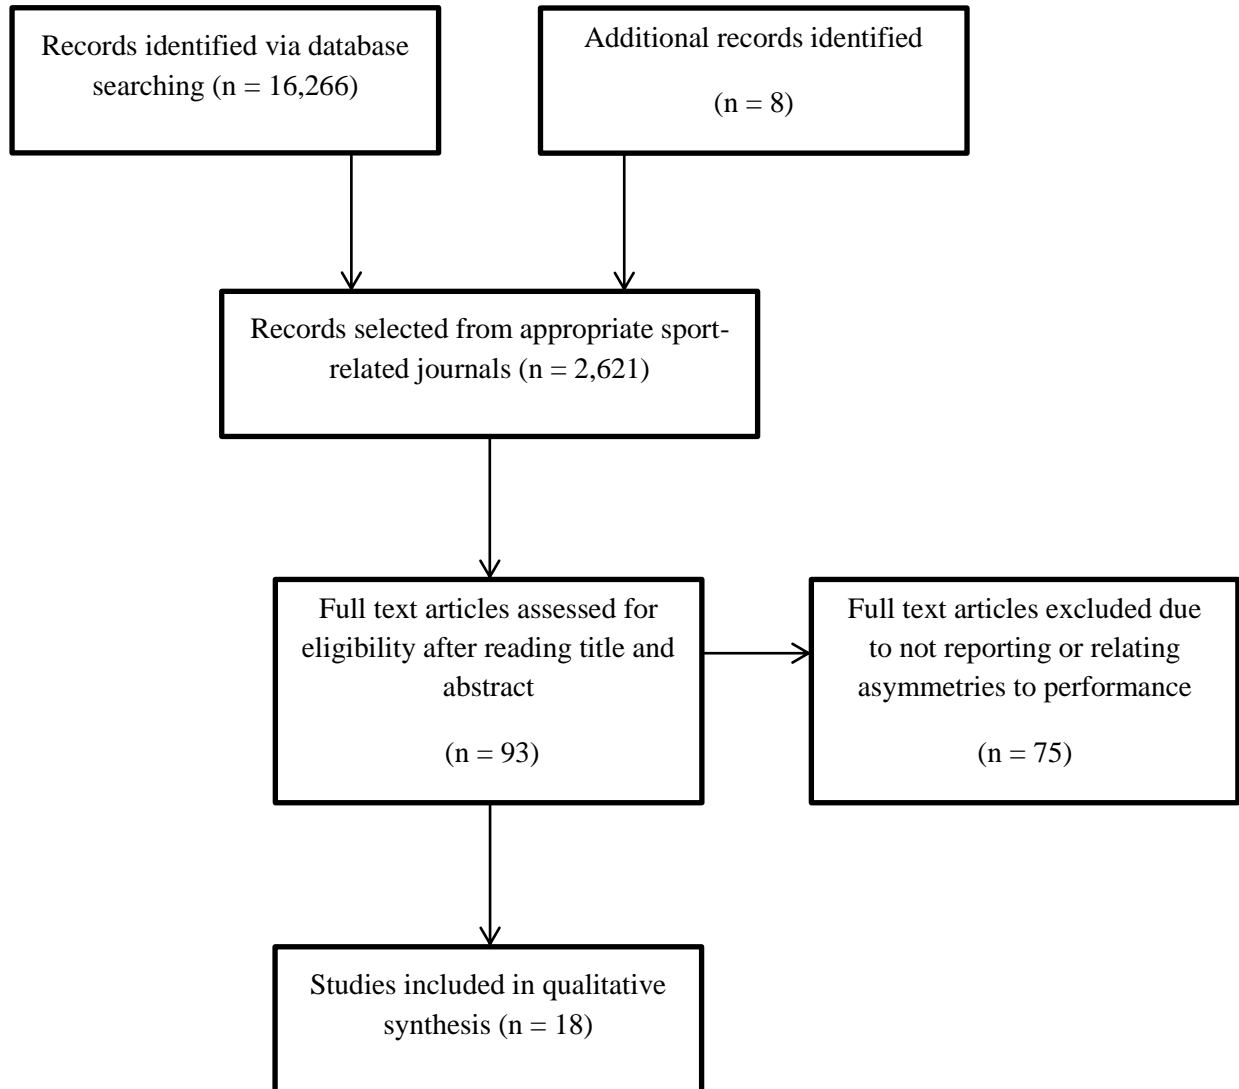 Records identified via database
searching (n = 16,266)
Additional records identified
(n = 8)
Records selected from appropriate sport-
related journals (n = 2,621)
Full text articles assessed for
eligibility after reading title and
abstract
(n = 93)
Full text articles excluded due
to not reporting or relating
asymmetries to performance
(n = 75)
Studies included in qualitative
synthesis (n = 18)